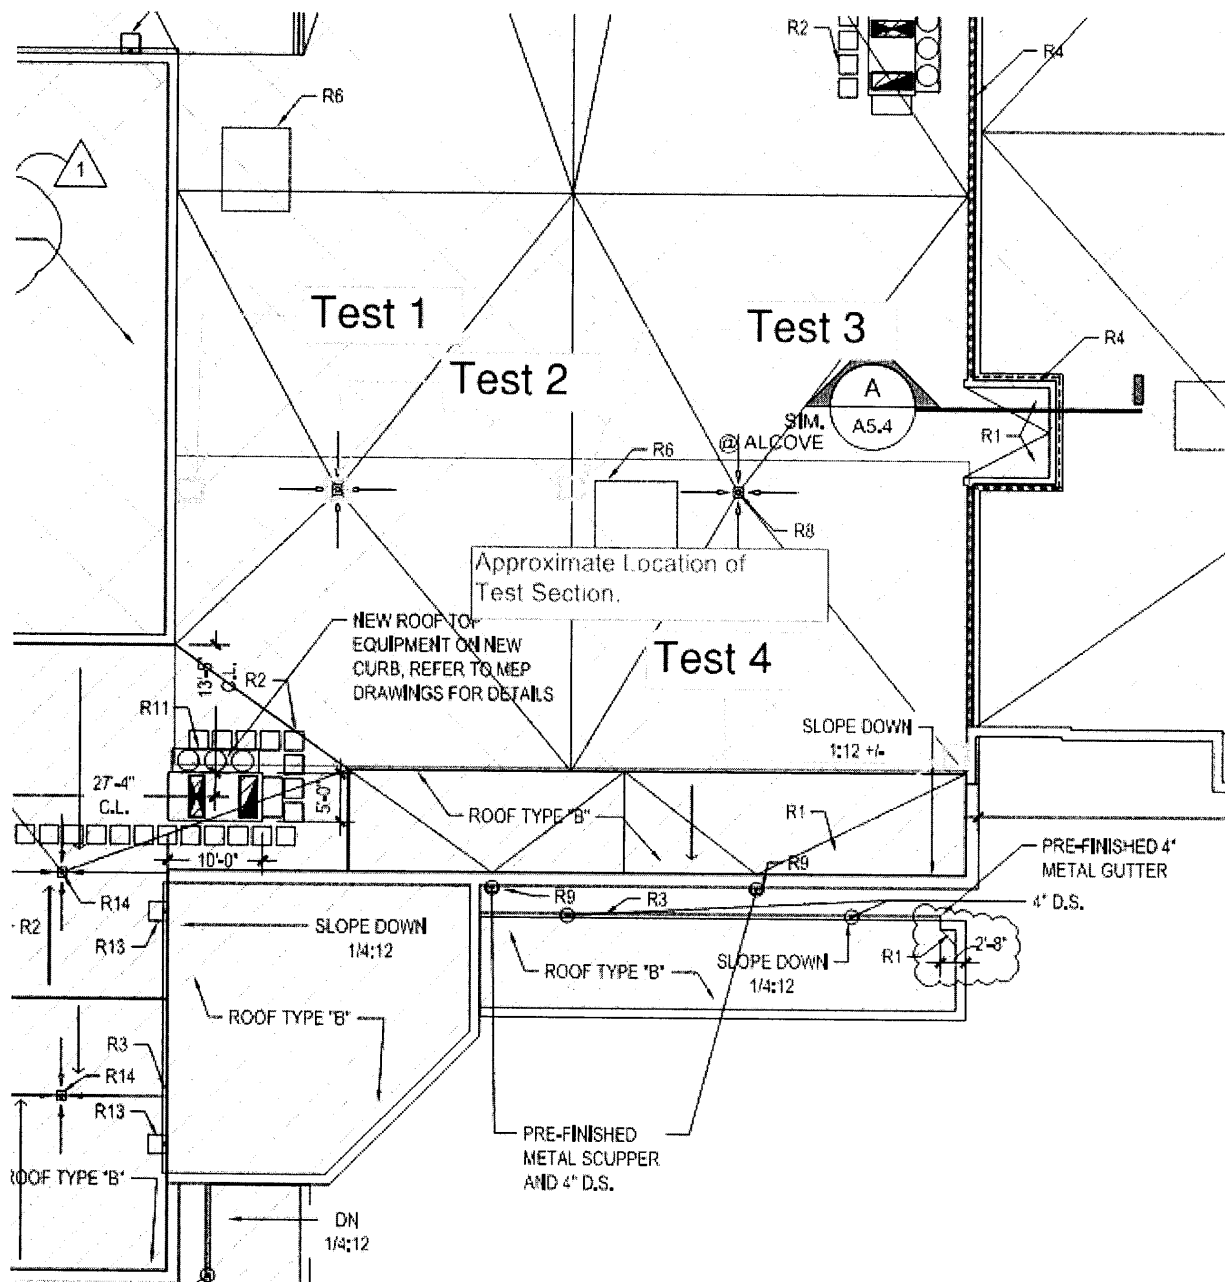 R2
R4
R6
1
Test 1
Test 3
Test 2
R4
A
A5.4
SIM.
@ ALCOVE
R1
R6
R8
Approximate Location of
Test Section.
NEW ROOF TOP
EQUIPMENT ON NEW
CURB, REFER TO MEP
DRAWINGS FOR DETAILS
C.L.
R2
Test 4
R11
SLOPE DOWN
1:12 +/-
27'-4"
C.L.
5'-0"
ROOF TYPE "B"
R1
10'-0"
PRE-FINISHED 4"
METAL GUTTER
R9
R9
R3
4" D.S.
R14
R2
R13
SLOPE DOWN
1/4:12
R1
2'-8"
SLOPE DOWN
1/4:12
ROOF TYPE "B"
ROOF TYPE "B"
R3
R14
R13
PRE-FINISHED
METAL SCUPPER
AND 4" D.S.
ROOF TYPE "B"
DN
1/4:12